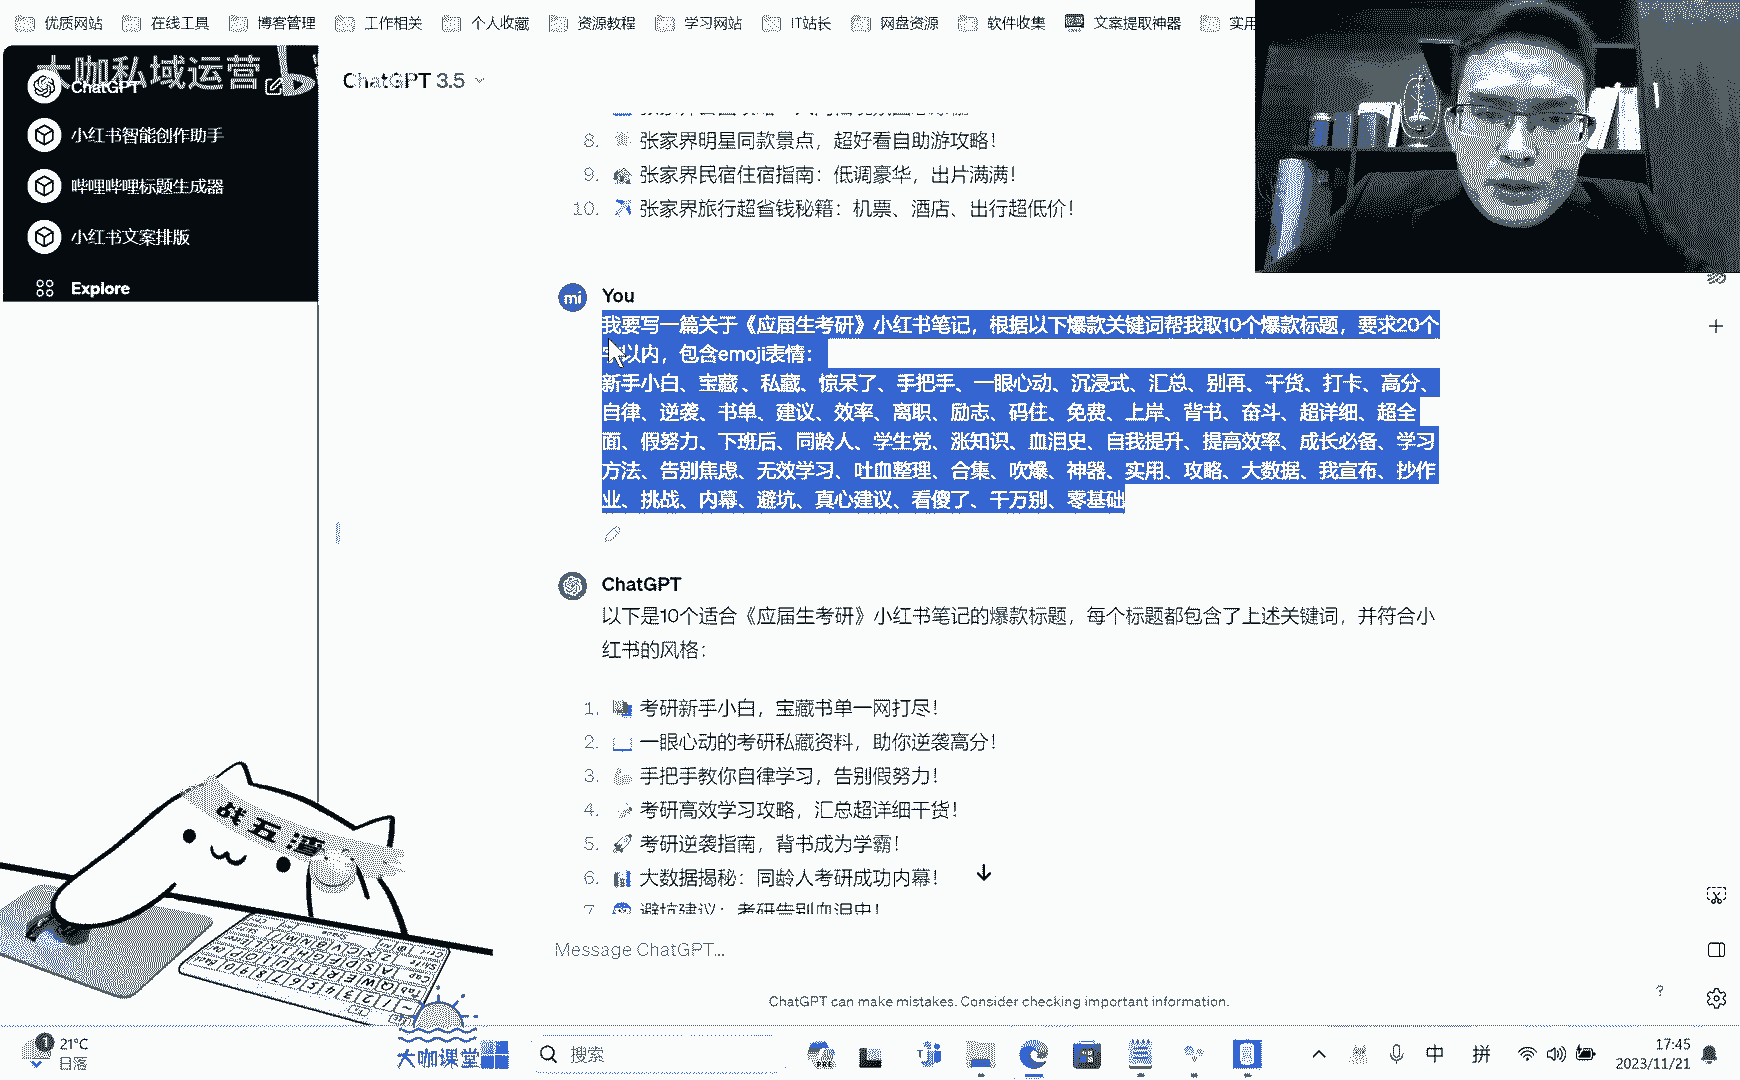 优质网站 在线工具 博客管理 工作相关 个人收藏 资源教程 学习网站 IT站长 网盘资源 软件收集 文案提取神器 实用
大咖私域运营
ChatGPT
小红书智能创作助手
哔哩哔哩标题生成器
小红书文案排版
Explore
ChatGPT 3.5
8. 张家界明星同款景点，超好看自助游攻略！
9. 张家界民宿住宿指南：低调豪华，出片满满！
10. 张家界旅行超省钱秘籍：机票、酒店、出行超低价！
You
我要写一篇关于《应届生考研》小红书笔记，根据以下爆款关键词帮我取10个爆款标题，要求20个
字以内，包含emoji表情：
新手小白、宝藏 、私藏、惊呆了、手把手、一眼心动、沉浸式、汇总、别再、干货、打卡、高分、
自律、逆袭、书单、建议、效率、离职、励志、码住、免费、上岸、背书、奋斗、超详细、超全
面、假努力、下班后、同龄人、学生党、涨知识、血泪史、自我提升、提高效率、成长必备、学习
方法、告别焦虑、无效学习、吐血整理、合集、吹爆、神器、实用、攻略、大数据、我宣布、抄作
业、挑战、内幕、避坑、真心建议、看傻了、千万别、零基础
ChatGPT
以下是10个适合《应届生考研》小红书笔记的爆款标题，每个标题都包含了上述关键词，并符合小
红书的风格：
1. 考研新手小白，宝藏书单一网打尽！
2. 一眼心动的考研私藏资料，助你逆袭高分！
3. 手把手教你自律学习，告别假努力！
4. 考研高效学习攻略，汇总超详细干货！
5. 考研逆袭指南，背书成为学霸！
6. 大数据揭秘：同龄人考研成功内幕！
7. 避坑建议：考研告别血泪史！
Message ChatGPT...
ChatGPT can make mistakes. Consider checking important information.
?
战五渣
大咖课堂
1
21°C
日落
搜索
中 拼
17:45
2023/11/21
mi